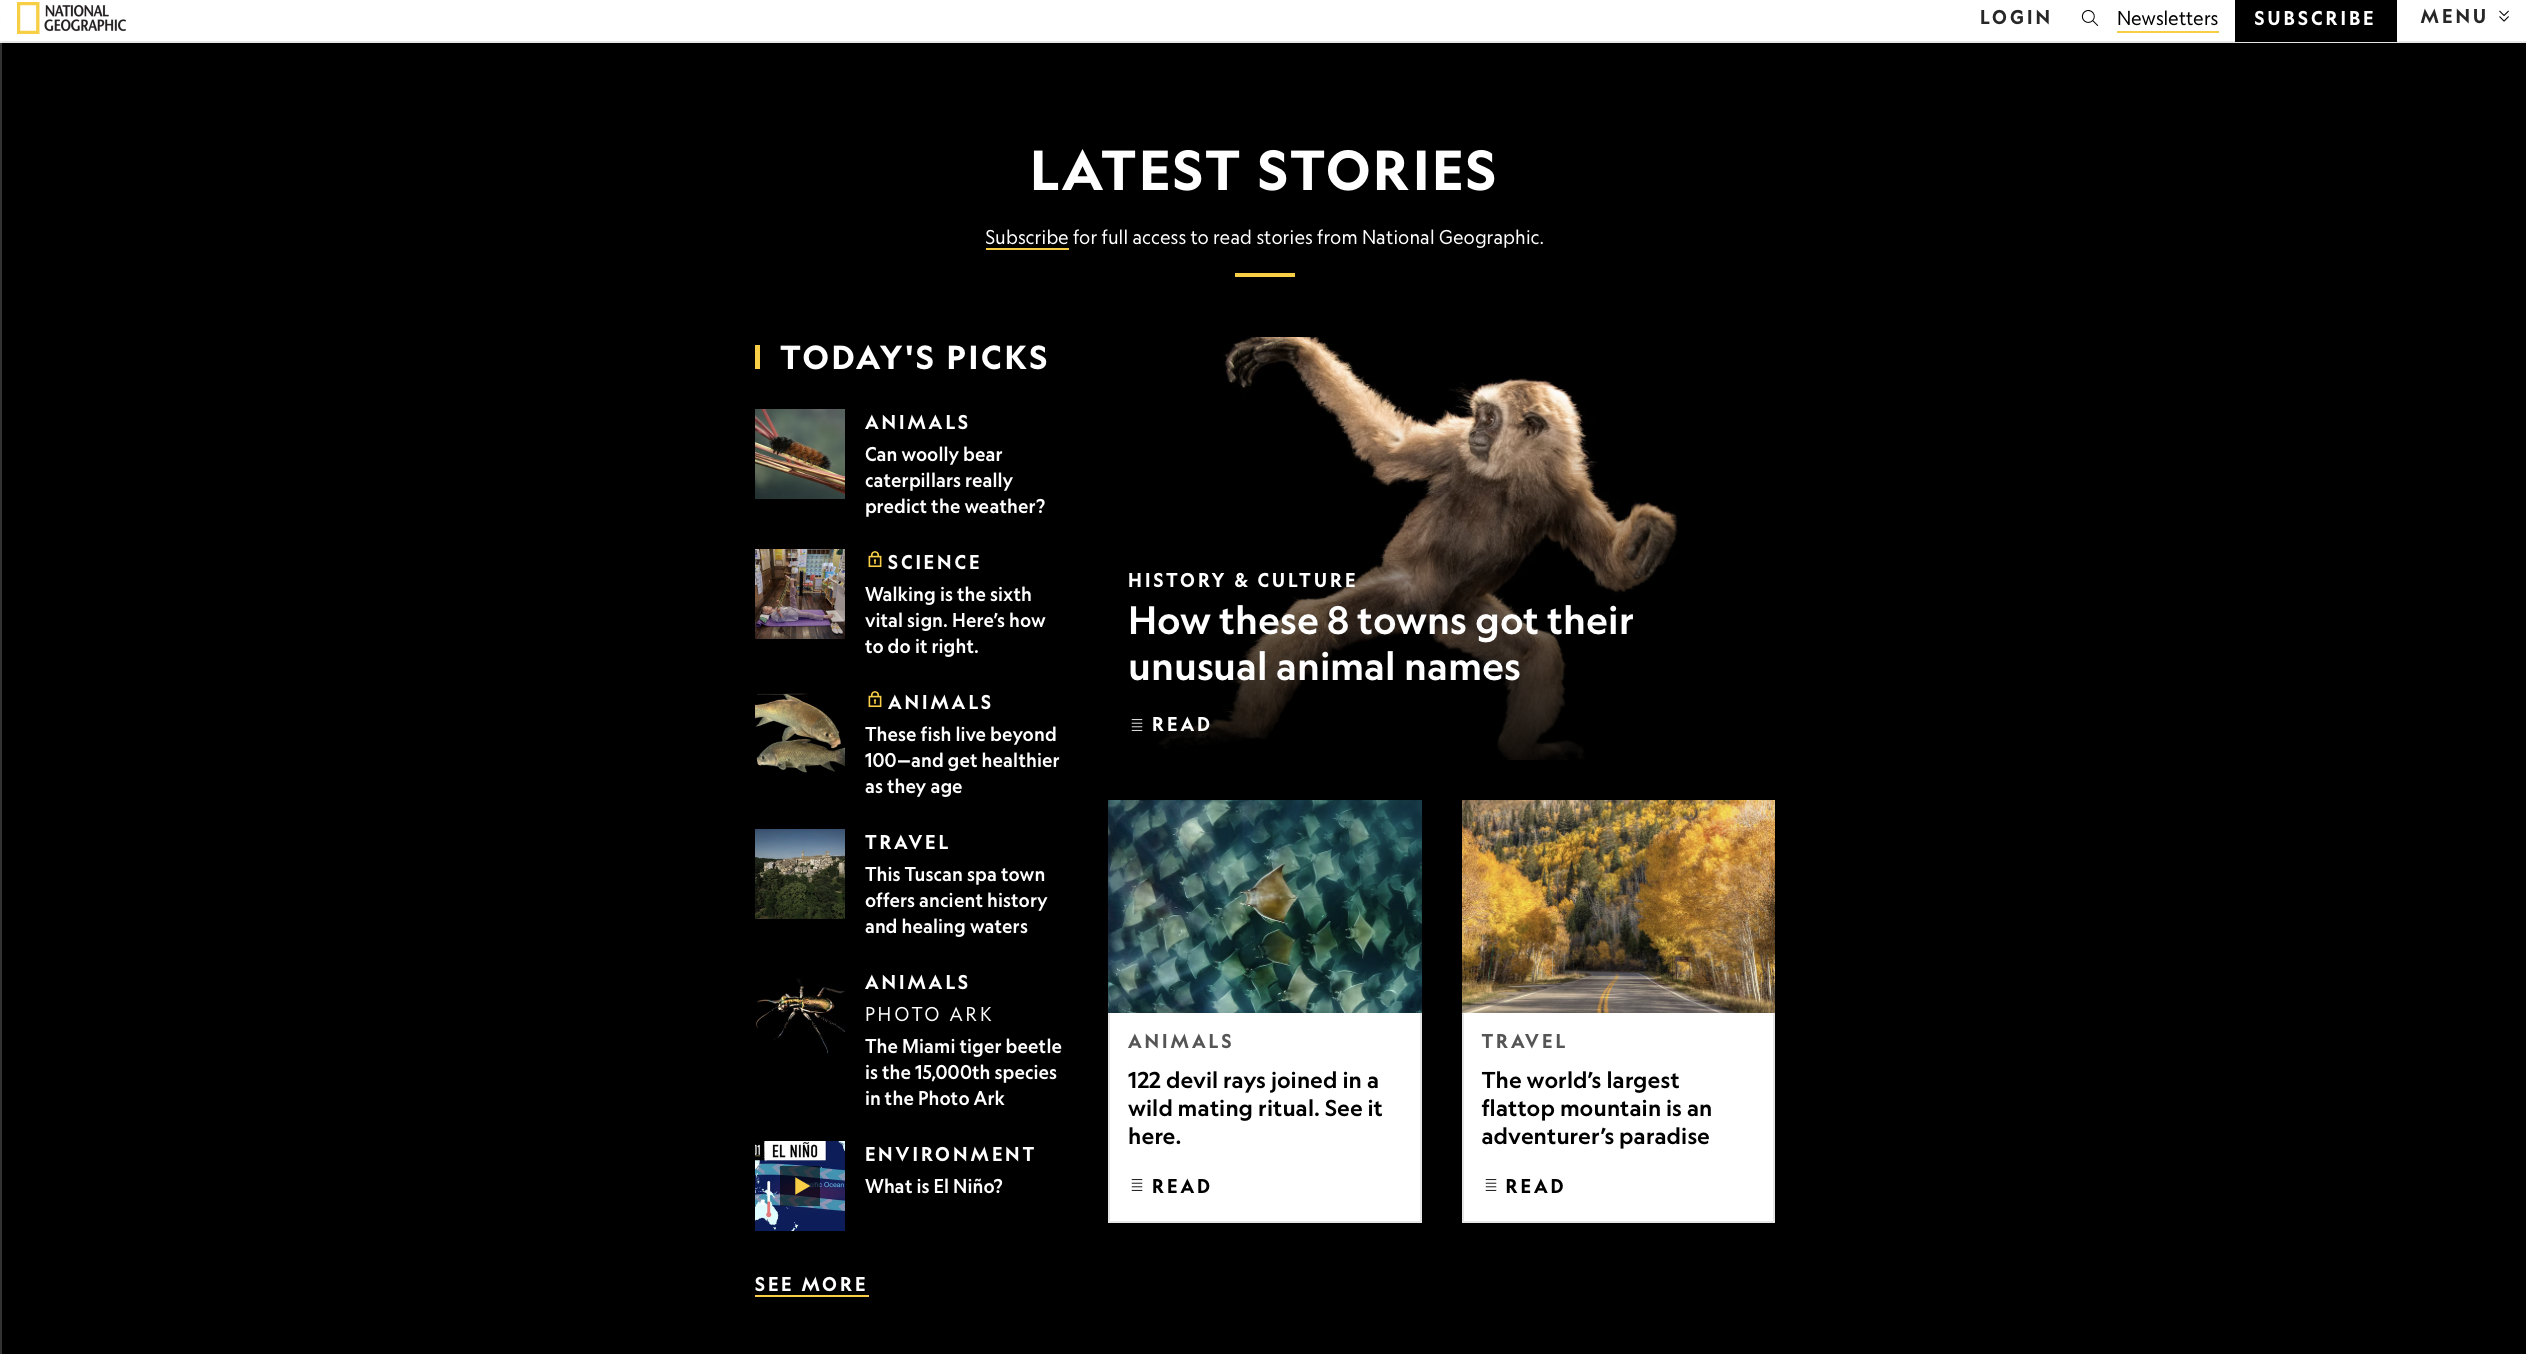 NATIONAL
GEOGRAPHIC
LOGIN
Newsletters
SUBSCRIBE
MENU
LATEST STORIES
Subscribe for full access to read stories from National Geographic.
TODAY'S PICKS
ANIMALS
Can woolly bear
caterpillars really
predict the weather?
SCIENCE
Walking is the sixth
vital sign. Here’s how
to do it right.
ANIMALS
These fish live beyond
100—and get healthier
as they age
TRAVEL
This Tuscan spa town
offers ancient history
and healing waters
ANIMALS
PHOTO ARK
The Miami tiger beetle
is the 15,000th species
in the Photo Ark
EL NIÑO
Ocean
ENVIRONMENT
What is El Niño?
SEE MORE
HISTORY & CULTURE
How these 8 towns got their
unusual animal names
READ
ANIMALS
122 devil rays joined in a
wild mating ritual. See it
here.
READ
TRAVEL
The world’s largest
flattop mountain is an
adventurer’s paradise
READ